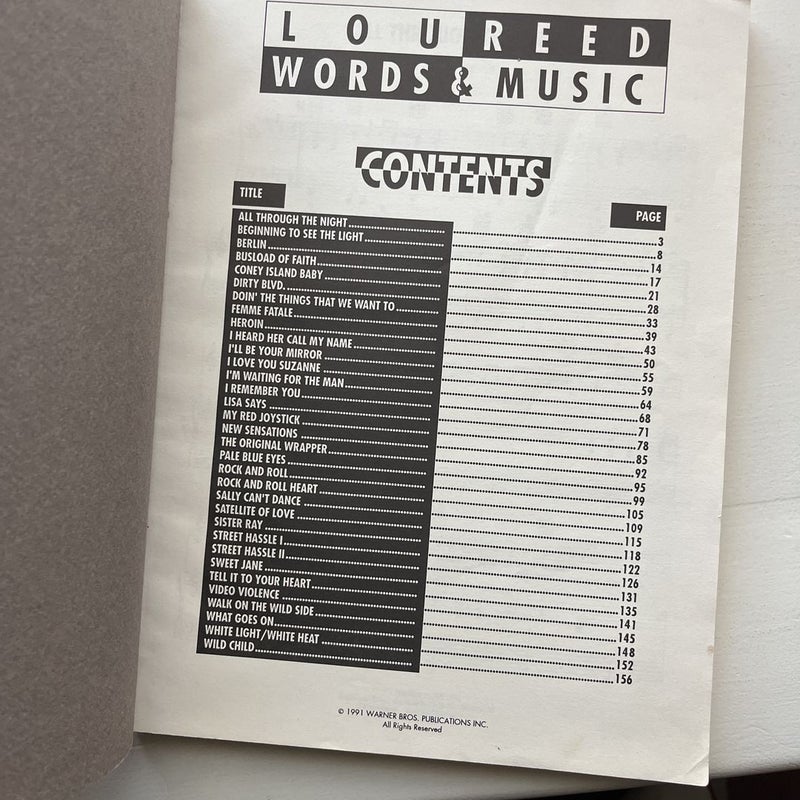 LOU REED
WORDS & MUSIC
CONTENTS
TITLE PAGE
ALL THROUGH THE NIGHT 3
BEGINNING TO SEE THE LIGHT 8
BERLIN 14
BUSLOAD OF FAITH 17
CONEY ISLAND BABY 21
DIRTY BLVD. 28
DOIN' THE THINGS THAT WE WANT TO 33
FEMME FATALE 39
HEROIN 43
I HEARD HER CALL MY NAME 50
I'LL BE YOUR MIRROR 55
I LOVE YOU SUZANNE 59
I'M WAITING FOR THE MAN 64
I REMEMBER YOU 68
LISA SAYS 71
MY RED JOYSTICK 78
NEW SENSATIONS 85
THE ORIGINAL WRAPPER 92
PALE BLUE EYES 95
ROCK AND ROLL 99
ROCK AND ROLL HEART 105
SALLY CAN'T DANCE 109
SATELLITE OF LOVE 115
SISTER RAY 118
STREET HASSLE I 122
STREET HASSLE II 126
SWEET JANE 131
TELL IT TO YOUR HEART 135
VIDEO VIOLENCE 141
WALK ON THE WILD SIDE 145
WHAT GOES ON 148
WHITE LIGHT/WHITE HEAT 152
WILD CHILD 156
© 1991 WARNER BROS. PUBLICATIONS INC.
All Rights Reserved